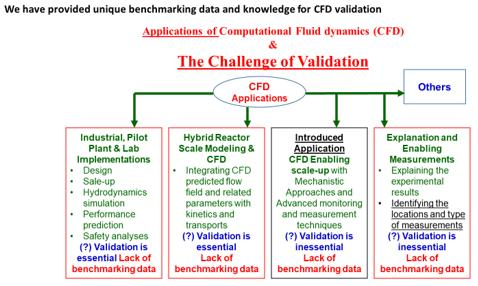 We have provided unique benchmarking data and knowledge for CFD validation
Applications of Computational Fluid dynamics (CFD)
&
The Challenge of Validation
CFD
Applications
Others
Industrial, Pilot
Plant & Lab
Implementations
• Design
• Sale-up
• Hydrodynamics
simulation
• Performance
prediction
• Safety analyses
(?) Validation is
essential Lack of
benchmarking data
Hybrid Reactor
Scale Modeling &
CFD
• Integrating CFD
predicted flow
field and related
parameters with
kinetics and
transports
(?) Validation is
essential
Lack of
benchmarking data
Introduced
Application
CFD Enabling
scale-up with
Mechanistic
Approaches and
Advanced monitoring
and measurement
techniques
(?) Validation is
inessential
Lack of
benchmarking data
Explanation and
Enabling
Measurements
• Explaining the
experimental
results
• Identifying the
locations and type
of measurements
(?) Validation is
inessential
Lack of
benchmarking data